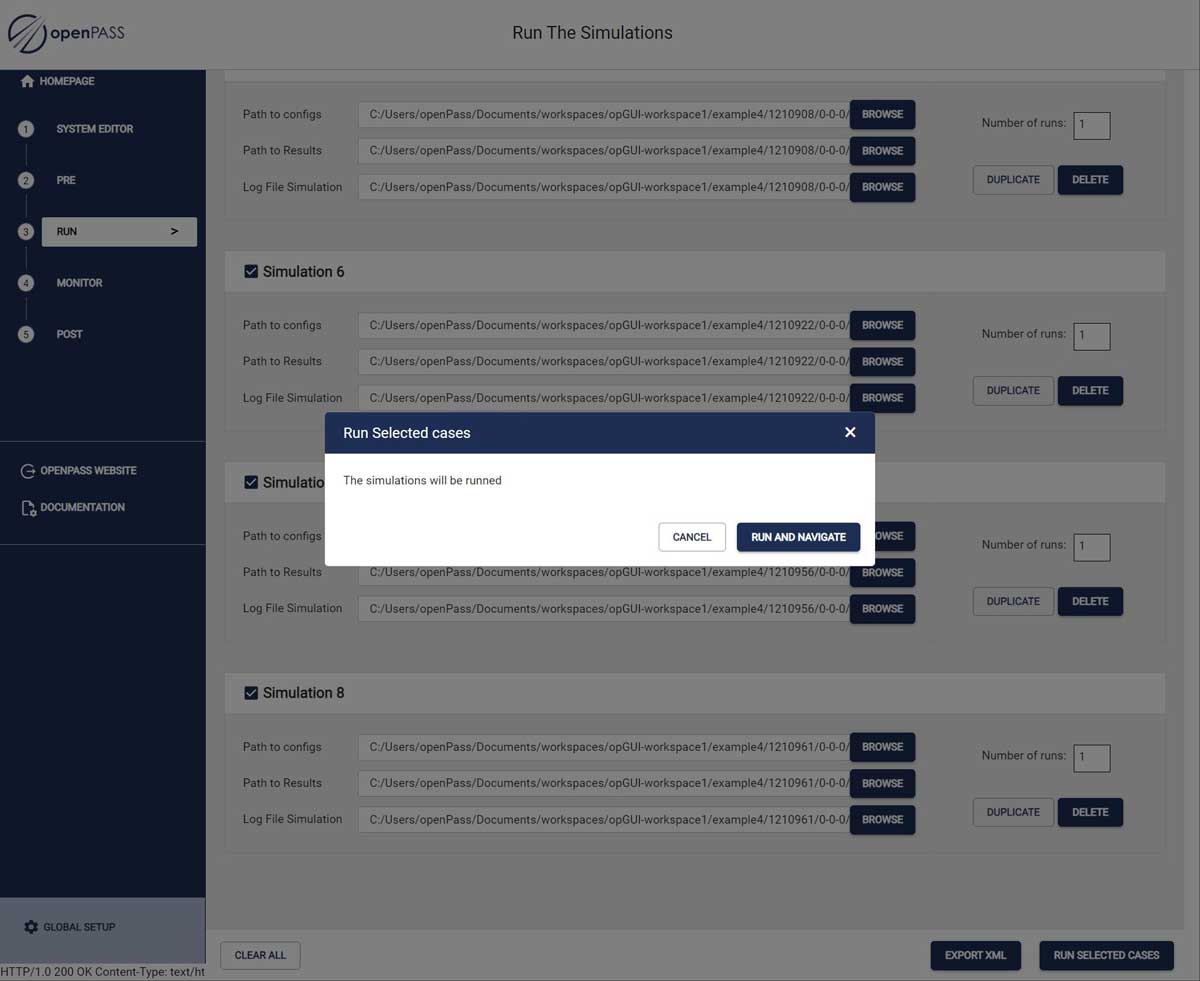 openPASS
Run The Simulations
HOMEPAGE
1 SYSTEM EDITOR
2 PRE
3 RUN >
4 MONITOR
5 POST
OPENPASS WEBSITE
DOCUMENTATION
GLOBAL SETUP
HTTP/1.0 200 OK Content-Type: text/ht
Path to configs C:/Users/openPass/Documents/workspaces/opGUI-workspace1/example4/1210908/0-0-0/ BROWSE
Number of runs: 1
Path to Results C:/Users/openPass/Documents/workspaces/opGUI-workspace1/example4/1210908/0-0-0/ BROWSE
Log File Simulation C:/Users/openPass/Documents/workspaces/opGUI-workspace1/example4/1210908/0-0-0/ BROWSE
DUPLICATE DELETE
Simulation 6
Path to configs C:/Users/openPass/Documents/workspaces/opGUI-workspace1/example4/1210922/0-0-0/ BROWSE
Number of runs: 1
Path to Results C:/Users/openPass/Documents/workspaces/opGUI-workspace1/example4/1210922/0-0-0/ BROWSE
Log File Simulation C:/Users/openPass/Documents/workspaces/opGUI-workspace1/example4/1210922/0-0-0/ BROWSE
DUPLICATE DELETE
Run Selected cases
The simulations will be runned
CANCEL RUN AND NAVIGATE
Simulatio
Path to configs OWSE
Number of runs: 1
Path to Results C:/Users/openPass/Documents/workspaces/opGUI-workspace1/example4/1210956/0-0-0/ BROWSE
Log File Simulation C:/Users/openPass/Documents/workspaces/opGUI-workspace1/example4/1210956/0-0-0/ BROWSE
DUPLICATE DELETE
Simulation 8
Path to configs C:/Users/openPass/Documents/workspaces/opGUI-workspace1/example4/1210961/0-0-0/ BROWSE
Number of runs: 1
Path to Results C:/Users/openPass/Documents/workspaces/opGUI-workspace1/example4/1210961/0-0-0/ BROWSE
Log File Simulation C:/Users/openPass/Documents/workspaces/opGUI-workspace1/example4/1210961/0-0-0/ BROWSE
DUPLICATE DELETE
CLEAR ALL EXPORT XML RUN SELECTED CASES